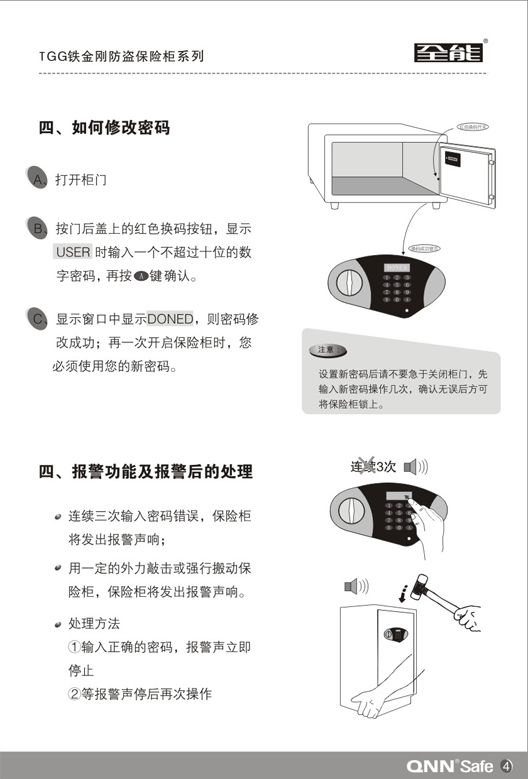 TGG铁金刚防盗保险柜系列
全能®
四、如何修改密码
A、打开柜门
B、按门后盖上的红色换码按钮，显示
USER 时输入一个不超过十位的数
字密码，再按 A 键确认。
C、显示窗口中显示DONED，则密码修
改成功；再一次开启保险柜时，您
必须使用您的新密码。
注意
设置新密码后请不要急于关闭柜门，先
输入新密码操作几次，确认无误后方可
将保险柜锁上。
四、报警功能及报警后的处理
连续三次输入密码错误，保险柜
将发出报警声响；
用一定的外力敲击或强行搬动保
险柜，保险柜将发出报警声响。
处理方法
①输入正确的密码，报警声立即
停止
②等报警声停后再次操作
连续3次
QNN®Safe 4